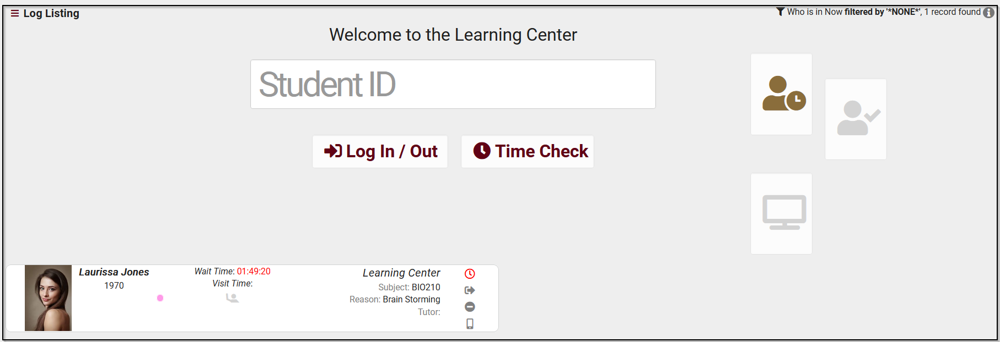 Log Listing
Who is in Now filtered by '*NONE*', 1 record found
Welcome to the Learning Center
Student ID
Log In / Out
Time Check
Laurissa Jones
1970
Wait Time: 01:49:20
Visit Time:
Learning Center
Subject: BIO210
Reason: Brain Storming
Tutor: